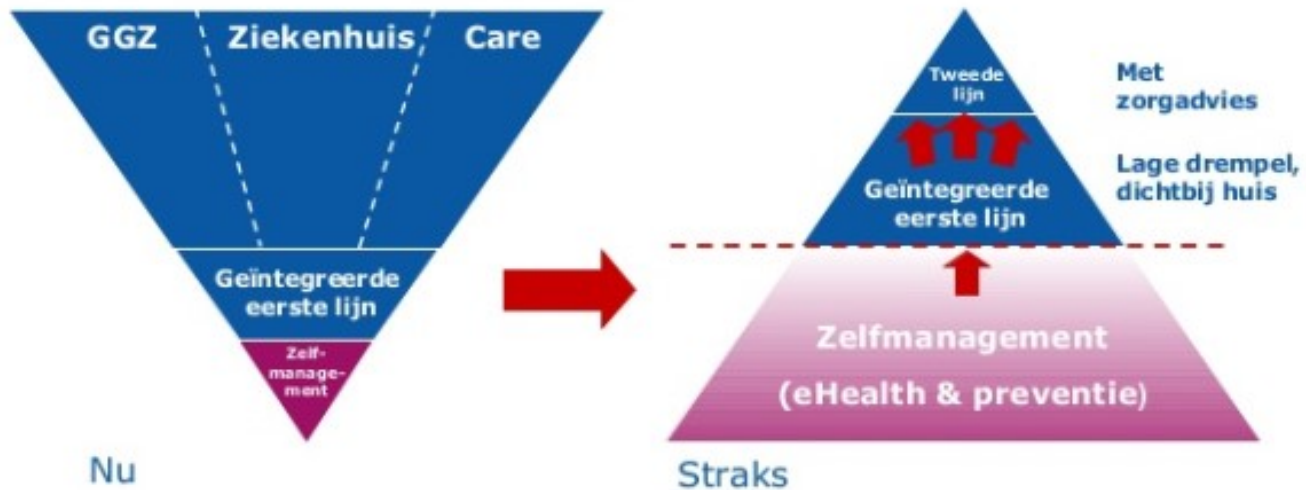 GGZ
Ziekenhuis
Care
Geïntegreerde
eerste lijn
Zelf-
manage-
ment
Nu
Tweede
lijn
Geïntegreerde
eerste lijn
Met
zorgadvies
Lage drempel,
dichtbij huis
Zelfmanagement
(eHealth & preventie)
Straks